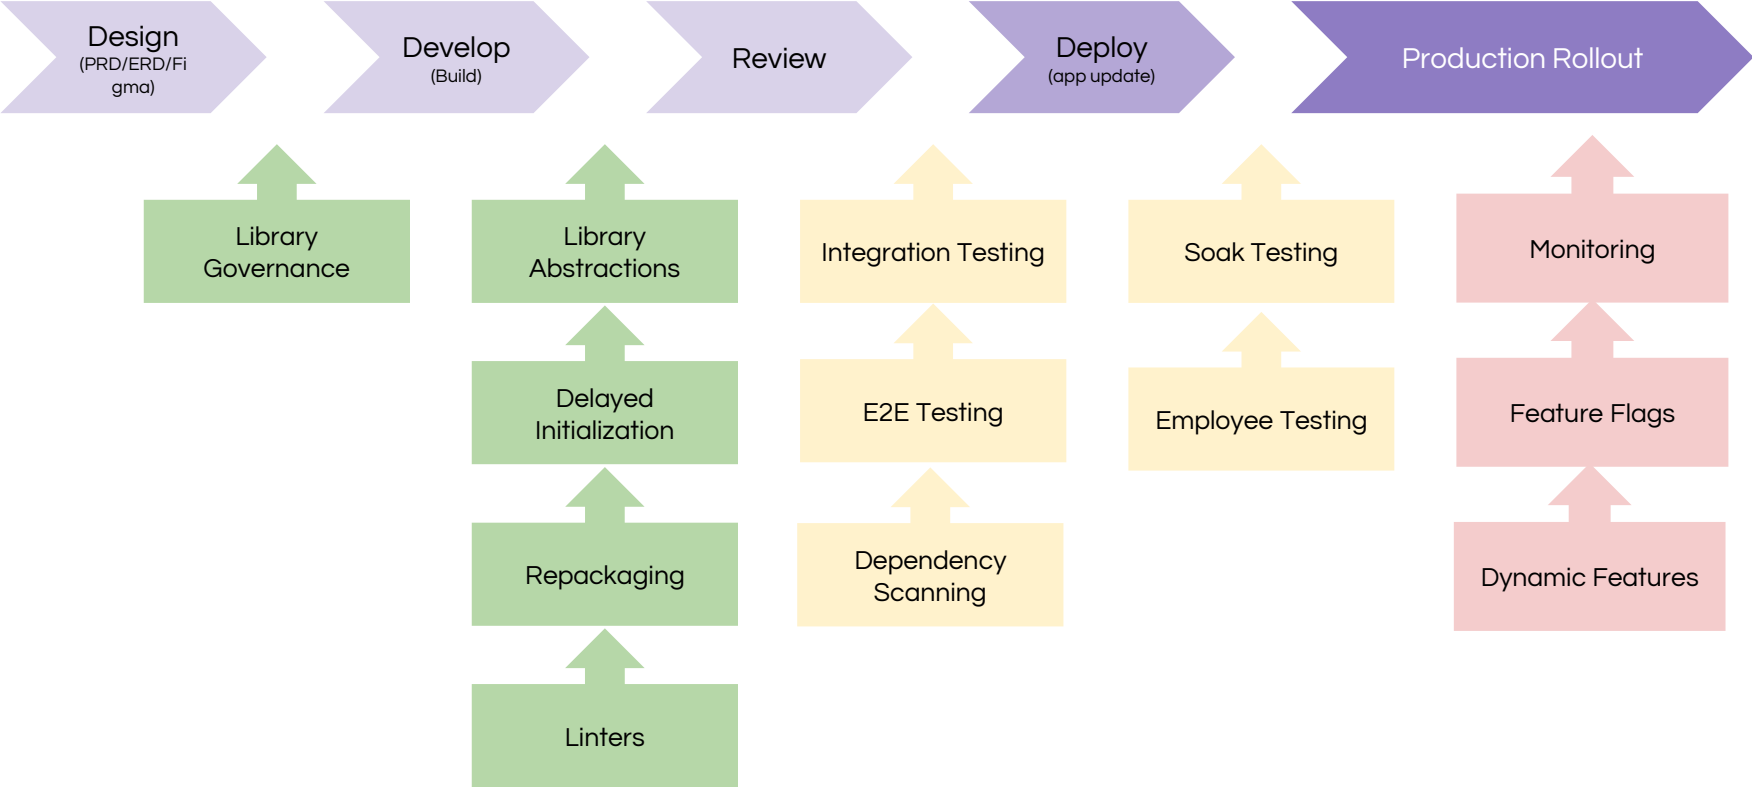 Design
(PRD/ERD/Fi
gma)
Develop
(Build)
Review
Deploy
(app update)
Production Rollout
Library
Governance
Library
Abstractions
Integration Testing
Soak Testing
Monitoring
Delayed
Initialization
E2E Testing
Employee Testing
Feature Flags
Repackaging
Dependency
Scanning
Dynamic Features
Linters